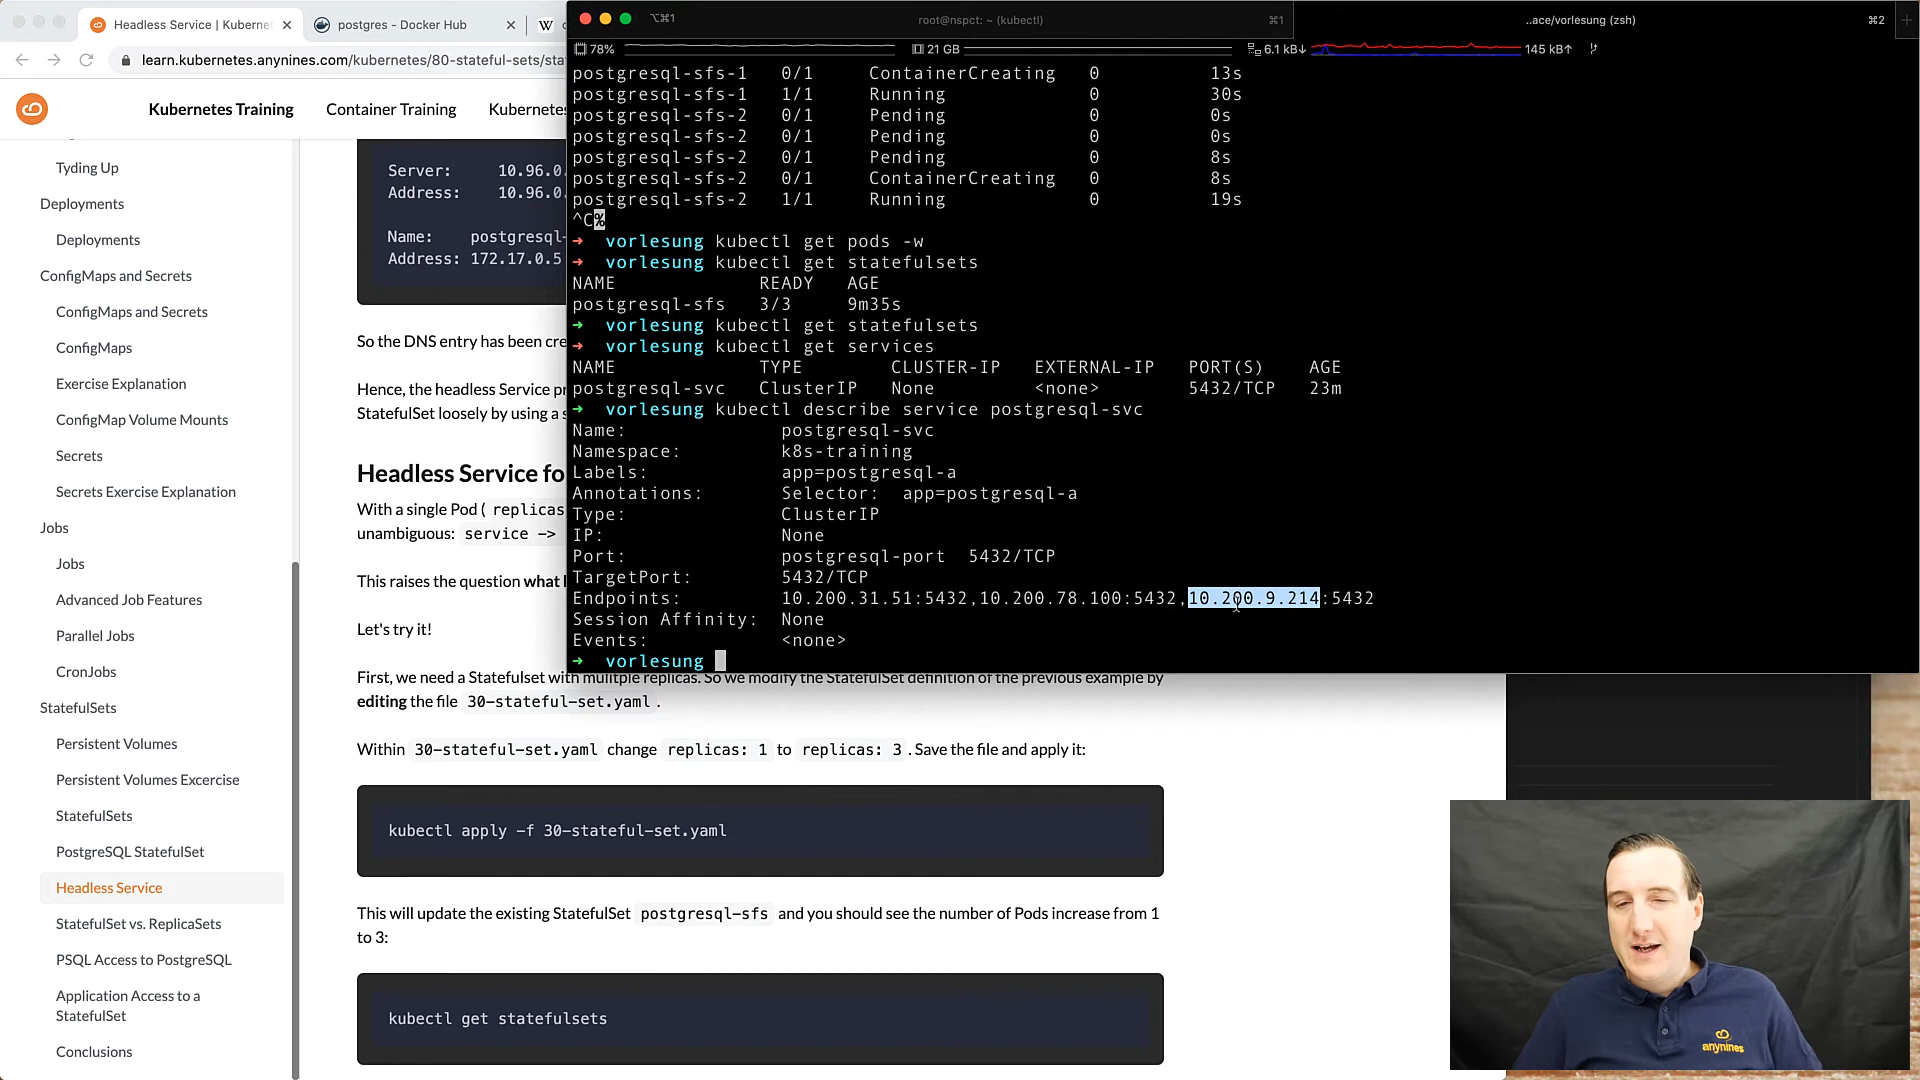 Headless Service | Kubernet
postgres - Docker Hub
learn.kubernetes.anynines.com/kubernetes/80-stateful-sets/sta
Kubernetes Training
Container Training
Kubernetes
Tyding Up
Deployments
Deployments
ConfigMaps and Secrets
ConfigMaps and Secrets
ConfigMaps
Exercise Explanation
ConfigMap Volume Mounts
Secrets
Secrets Exercise Explanation
Jobs
Jobs
Advanced Job Features
Parallel Jobs
CronJobs
StatefulSets
Persistent Volumes
Persistent Volumes Excercise
StatefulSets
PostgreSQL StatefulSet
Headless Service
StatefulSet vs. ReplicaSets
PSQL Access to PostgreSQL
Application Access to a
StatefulSet
Conclusions
Server: 10.96.0.
Address: 10.96.0.
Name: postgresql-
Address: 172.17.0.5
So the DNS entry has been cre
Hence, the headless Service pr
StatefulSet loosely by using a s
Headless Service fo
With a single Pod ( replicas
unambiguous: service ->
This raises the question what
Let's try it!
First, we need a Statefulset with mulitple replicas. So we modify the StatefulSet definition of the previous example by
editing the file 30-stateful-set.yaml .
Within 30-stateful-set.yaml change replicas: 1 to replicas: 3 . Save the file and apply it:
kubectl apply -f 30-stateful-set.yaml
This will update the existing StatefulSet postgresql-sfs and you should see the number of Pods increase from 1
to 3:
kubectl get statefulsets
⌥⌘1
root@nspct: ~ (kubectl)
⌘1
..ace/vorlesung (zsh)
⌘2
78%
21 GB
6.1 kB↓
145 kB↑
postgresql-sfs-1 0/1 ContainerCreating 0 13s
postgresql-sfs-1 1/1 Running 0 30s
postgresql-sfs-2 0/1 Pending 0 0s
postgresql-sfs-2 0/1 Pending 0 0s
postgresql-sfs-2 0/1 Pending 0 8s
postgresql-sfs-2 0/1 ContainerCreating 0 8s
postgresql-sfs-2 1/1 Running 0 19s
^C%
➜ vorlesung kubectl get pods -w
➜ vorlesung kubectl get statefulsets
NAME READY AGE
postgresql-sfs 3/3 9m35s
➜ vorlesung kubectl get statefulsets
➜ vorlesung kubectl get services
NAME TYPE CLUSTER-IP EXTERNAL-IP PORT(S) AGE
postgresql-svc ClusterIP None <none> 5432/TCP 23m
➜ vorlesung kubectl describe service postgresql-svc
Name: postgresql-svc
Namespace: k8s-training
Labels: app=postgresql-a
Annotations: Selector: app=postgresql-a
Type: ClusterIP
IP: None
Port: postgresql-port 5432/TCP
TargetPort: 5432/TCP
Endpoints: 10.200.31.51:5432,10.200.78.100:5432,10.200.9.214:5432
Session Affinity: None
Events: <none>
➜ vorlesung
anynines